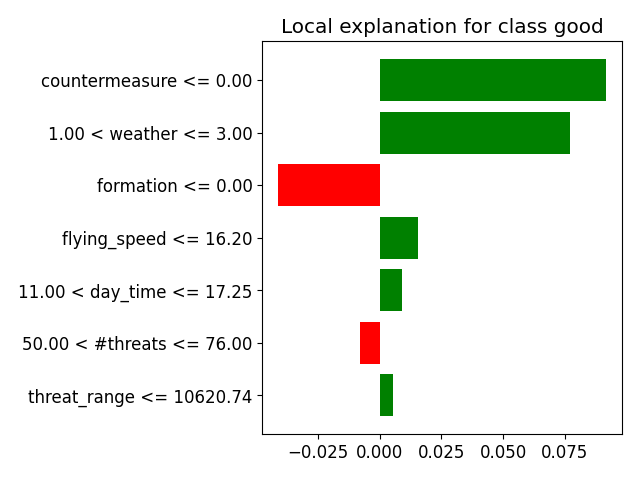 Local explanation for class good
countermeasure <= 0.00
1.00 < weather <= 3.00
formation <= 0.00
flying_speed <= 16.20
11.00 < day_time <= 17.25
50.00 < #threats <= 76.00
threat_range <= 10620.74
−0.025 0.000 0.025 0.050 0.075